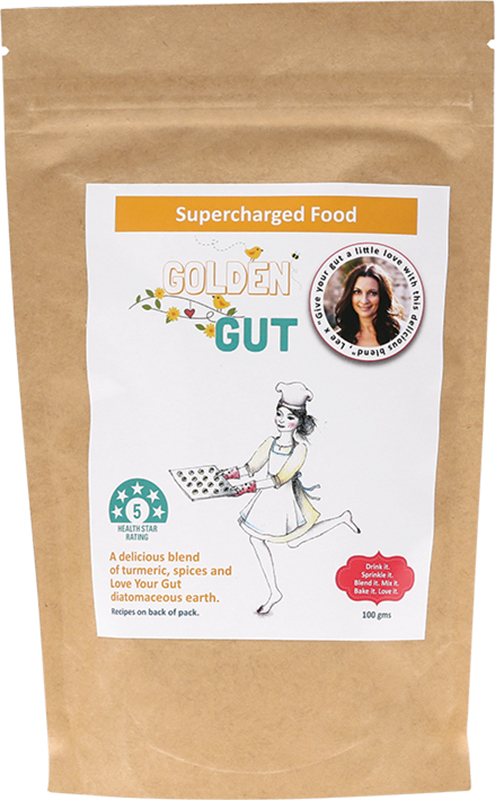 Supercharged Food
GOLDEN
GUT
"Give your gut a little love with this delicious blend", Lee x
5
HEALTH STAR
RATING
A delicious blend
of turmeric, spices and
Love Your Gut
diatomaceous earth.
Recipes on back of pack.
Drink it.
Sprinkle it.
Blend it. Mix it.
Bake it. Love it.
100 gms